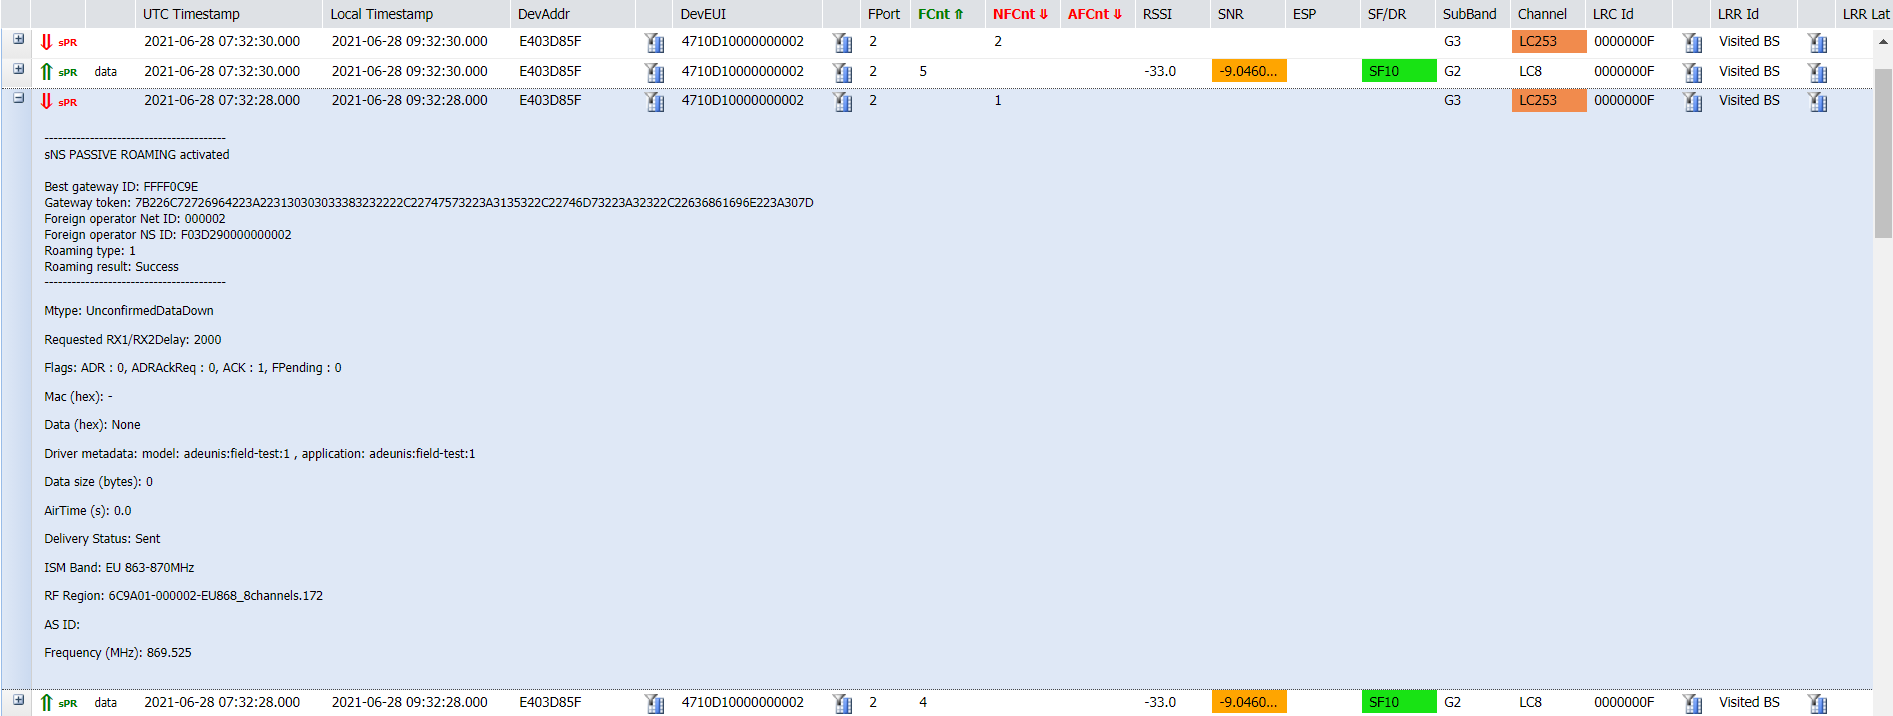 UTC Timestamp Local Timestamp DevAddr DevEUI FPort FCnt ⇑ NFCnt ⇓ AFCnt ⇓ RSSI SNR ESP SF/DR SubBand Channel LRC Id LRR Id LRR Lat
sPR 2021-06-28 07:32:30.000 2021-06-28 09:32:30.000 E403D85F 4710D10000000002 2 2 G3 LC253 0000000F Visited BS
sPR data 2021-06-28 07:32:30.000 2021-06-28 09:32:30.000 E403D85F 4710D10000000002 2 5 -33.0 -9.0460... SF10 G2 LC8 0000000F Visited BS
sPR 2021-06-28 07:32:28.000 2021-06-28 09:32:28.000 E403D85F 4710D10000000002 2 1 G3 LC253 0000000F Visited BS
----------------------------------------
sNS PASSIVE ROAMING activated
Best gateway ID: FFFF0C9E
Gateway token: 7B226C72726964223A223130303033383232222C22747573223A3135322C22746D73223A32322C22636861696E223A307D
Foreign operator Net ID: 000002
Foreign operator NS ID: F03D290000000002
Roaming type: 1
Roaming result: Success
----------------------------------------
Mtype: UnconfirmedDataDown
Requested RX1/RX2Delay: 2000
Flags: ADR : 0, ADRAckReq : 0, ACK : 1, FPending : 0
Mac (hex): -
Data (hex): None
Driver metadata: model: adeunis:field-test:1 , application: adeunis:field-test:1
Data size (bytes): 0
AirTime (s): 0.0
Delivery Status: Sent
ISM Band: EU 863-870MHz
RF Region: 6C9A01-000002-EU868_8channels.172
AS ID:
Frequency (MHz): 869.525
sPR data 2021-06-28 07:32:28.000 2021-06-28 09:32:28.000 E403D85F 4710D10000000002 2 4 -33.0 -9.0460... SF10 G2 LC8 0000000F Visited BS